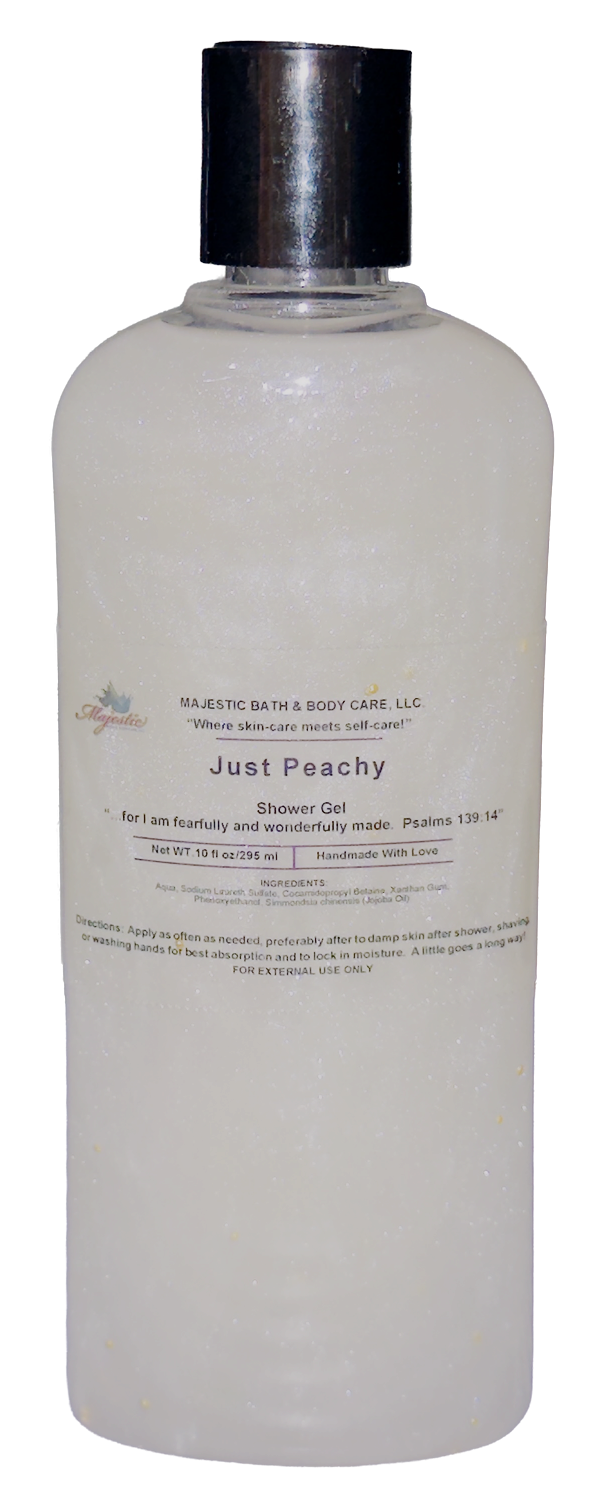 Majestic
MAJESTIC BATH & BODY CARE, LLC.
"Where skin-care meets self-care!"
Just Peachy
Shower Gel
"...for I am fearfully and wonderfully made. Psalms 139:14"
Net WT.10 fl oz/295 ml Handmade With Love
INGREDIENTS:
Aqua, Sodium Laureth Sulfate, Cocamidopropyl Betaine, Xanthan Gum,
Phenoxyethanol, Simmondsia chinensis (Jojoba Oil)
Directions: Apply as often as needed, preferably after to damp skin after shower, shaving,
or washing hands for best absorption and to lock in moisture. A little goes a long way!
FOR EXTERNAL USE ONLY